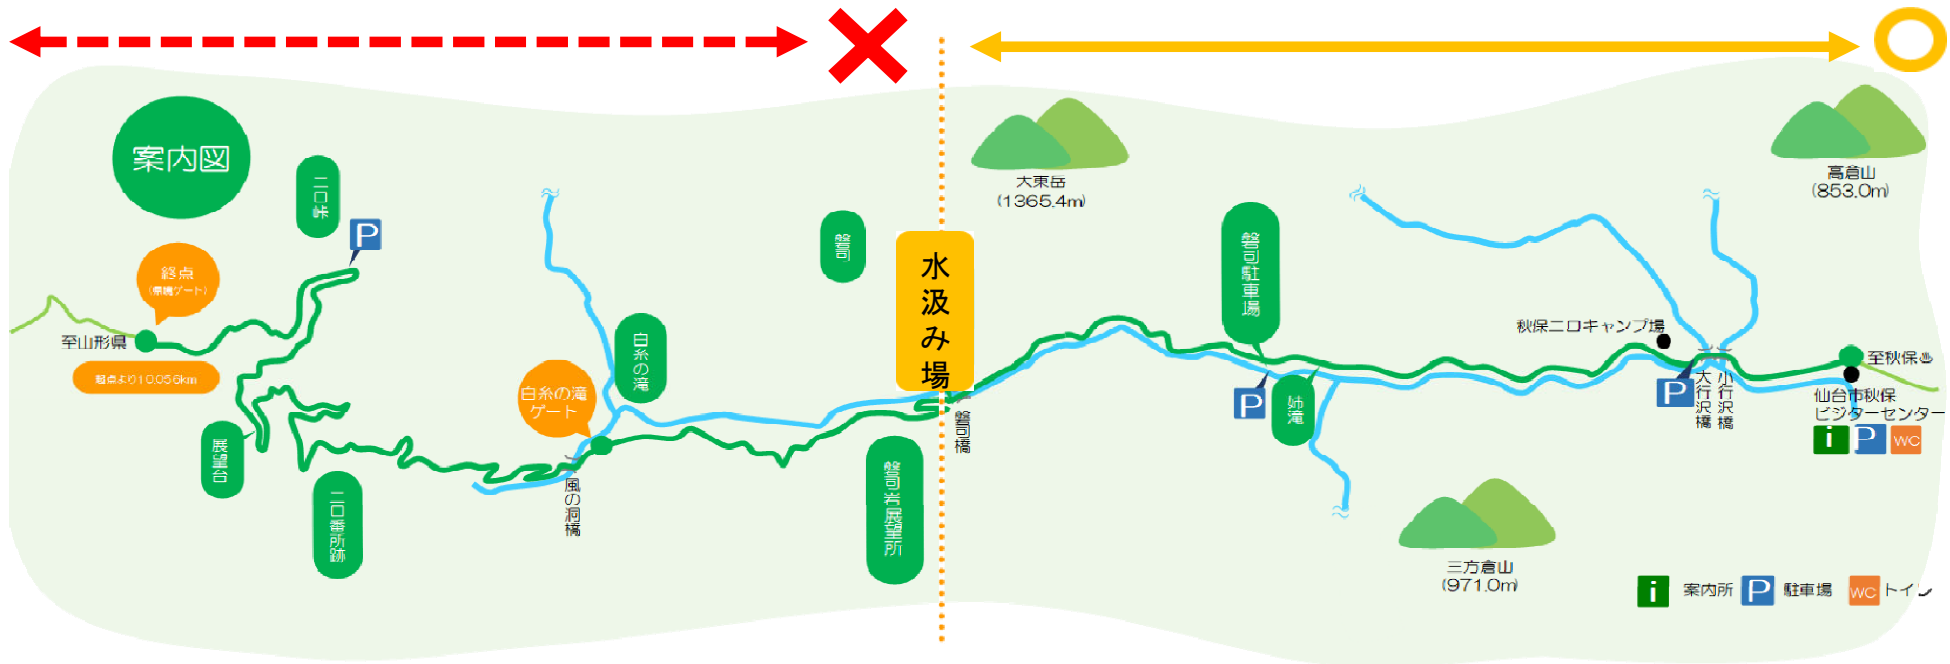 案内図
二口峠
P
終点
（県境ゲート）
至山形県
起点より10.056km
展望台
二口番所跡
白糸の滝
白糸の滝
ゲート
風の洞橋
磐司
水汲み場
磐司橋
磐司岩展望所
大東岳
(1365.4m)
磐司駐車場
P
姉滝
三方倉山
(971.0m)
高倉山
(853.0m)
秋保二口キャンプ場
P
大行沢橋
小行沢橋
至秋保♨
仙台市秋保
ビジターセンター
i P WC
i 案内所 P 駐車場 WC トイレ